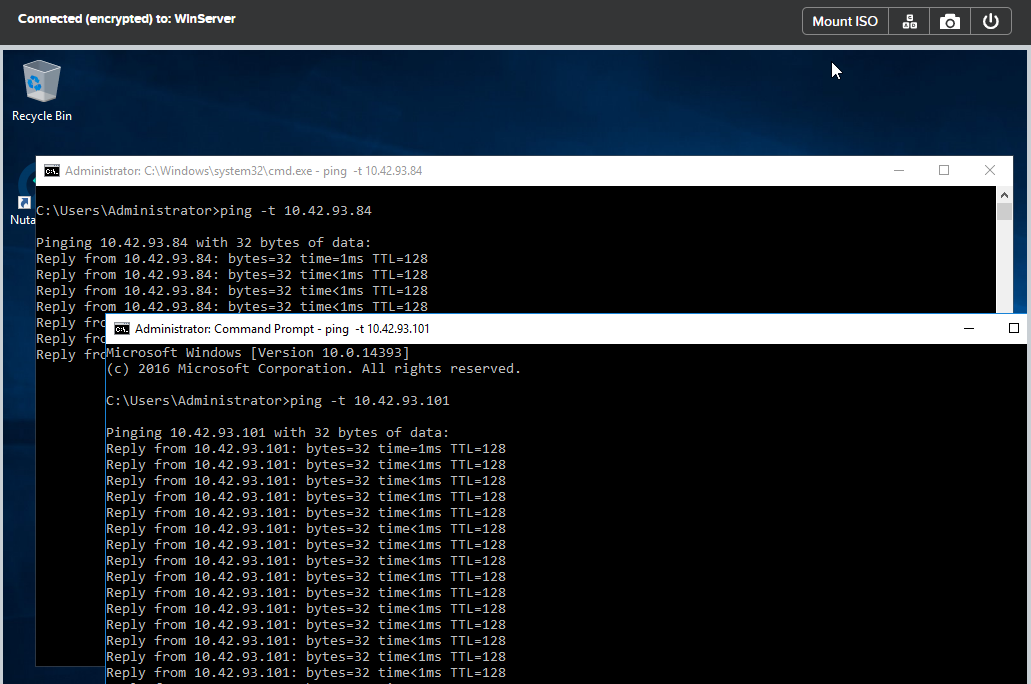 Connected (encrypted) to: WinServer
Mount ISO
Recycle Bin
Nuta
Administrator: C:\Windows\system32\cmd.exe - ping  -t 10.42.93.84
C:\Users\Administrator>ping -t 10.42.93.84
Pinging 10.42.93.84 with 32 bytes of data:
Reply from 10.42.93.84: bytes=32 time=1ms TTL=128
Reply from 10.42.93.84: bytes=32 time<1ms TTL=128
Reply from 10.42.93.84: bytes=32 time<1ms TTL=128
Reply from 10.42.93.84: bytes=32 time<1ms TTL=128
Reply fro
Reply fro
Reply fro
Administrator: Command Prompt - ping  -t 10.42.93.101
Microsoft Windows [Version 10.0.14393]
(c) 2016 Microsoft Corporation. All rights reserved.
C:\Users\Administrator>ping -t 10.42.93.101
Pinging 10.42.93.101 with 32 bytes of data:
Reply from 10.42.93.101: bytes=32 time=1ms TTL=128
Reply from 10.42.93.101: bytes=32 time<1ms TTL=128
Reply from 10.42.93.101: bytes=32 time<1ms TTL=128
Reply from 10.42.93.101: bytes=32 time<1ms TTL=128
Reply from 10.42.93.101: bytes=32 time<1ms TTL=128
Reply from 10.42.93.101: bytes=32 time<1ms TTL=128
Reply from 10.42.93.101: bytes=32 time<1ms TTL=128
Reply from 10.42.93.101: bytes=32 time<1ms TTL=128
Reply from 10.42.93.101: bytes=32 time<1ms TTL=128
Reply from 10.42.93.101: bytes=32 time<1ms TTL=128
Reply from 10.42.93.101: bytes=32 time<1ms TTL=128
Reply from 10.42.93.101: bytes=32 time<1ms TTL=128
Reply from 10.42.93.101: bytes=32 time<1ms TTL=128
Reply from 10.42.93.101: bytes=32 time<1ms TTL=128
Reply from 10.42.93.101: bytes=32 time<1ms TTL=128